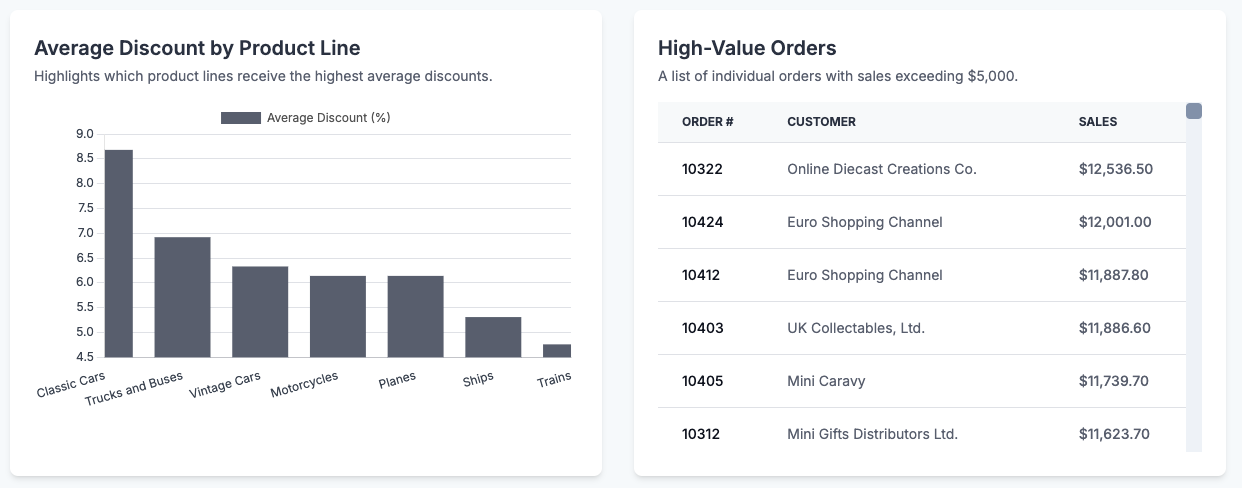 Average Discount by Product Line
Highlights which product lines receive the highest average discounts.
Average Discount (%)
9.0
8.5
8.0
7.5
7.0
6.5
6.0
5.5
5.0
4.5
Classic Cars
Trucks and Buses
Vintage Cars
Motorcycles
Planes
Ships
Trains
High-Value Orders
A list of individual orders with sales exceeding $5,000.
ORDER # CUSTOMER SALES
10322 Online Diecast Creations Co. $12,536.50
10424 Euro Shopping Channel $12,001.00
10412 Euro Shopping Channel $11,887.80
10403 UK Collectables, Ltd. $11,886.60
10405 Mini Caravy $11,739.70
10312 Mini Gifts Distributors Ltd. $11,623.70